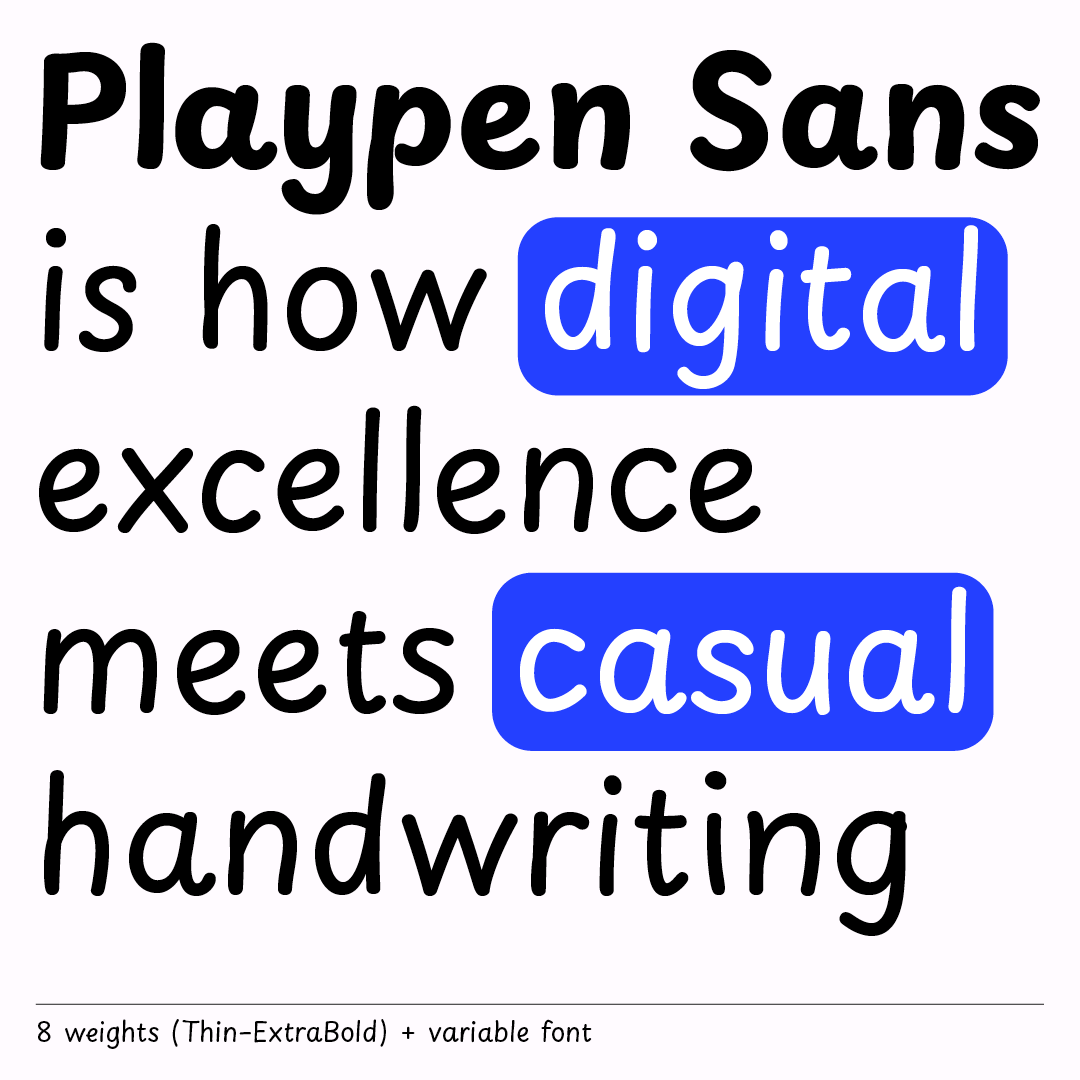 Playpen Sans
is how digital
excellence
meets casual
handwriting
8 weights (Thin-ExtraBold) + variable font